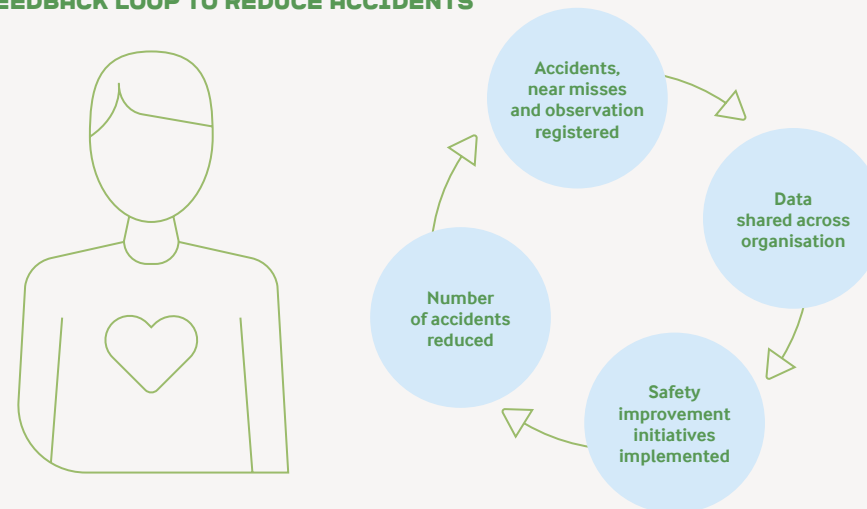 FEEDBACK LOOP TO REDUCE ACCIDENTS
Accidents,
near misses
and observation
registered
Data
shared across
organisation
Safety
improvement
initiatives
implemented
Number
of accidents
reduced